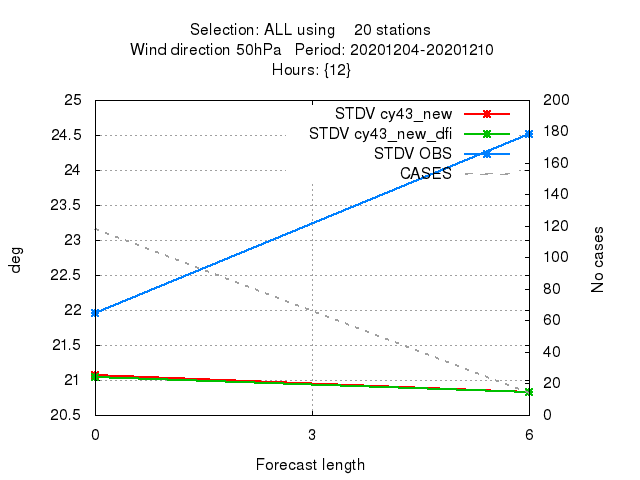 Selection: ALL using    20 stations
Wind direction 50hPa   Period: 20201204-20201210
Hours: {12}
STDV cy43_new
STDV cy43_new_dfi
STDV OBS
CASES
25
24.5
24
23.5
23
22.5
22
21.5
21
20.5
200
180
160
140
120
100
80
60
40
20
0
deg
No cases
0
3
6
Forecast length